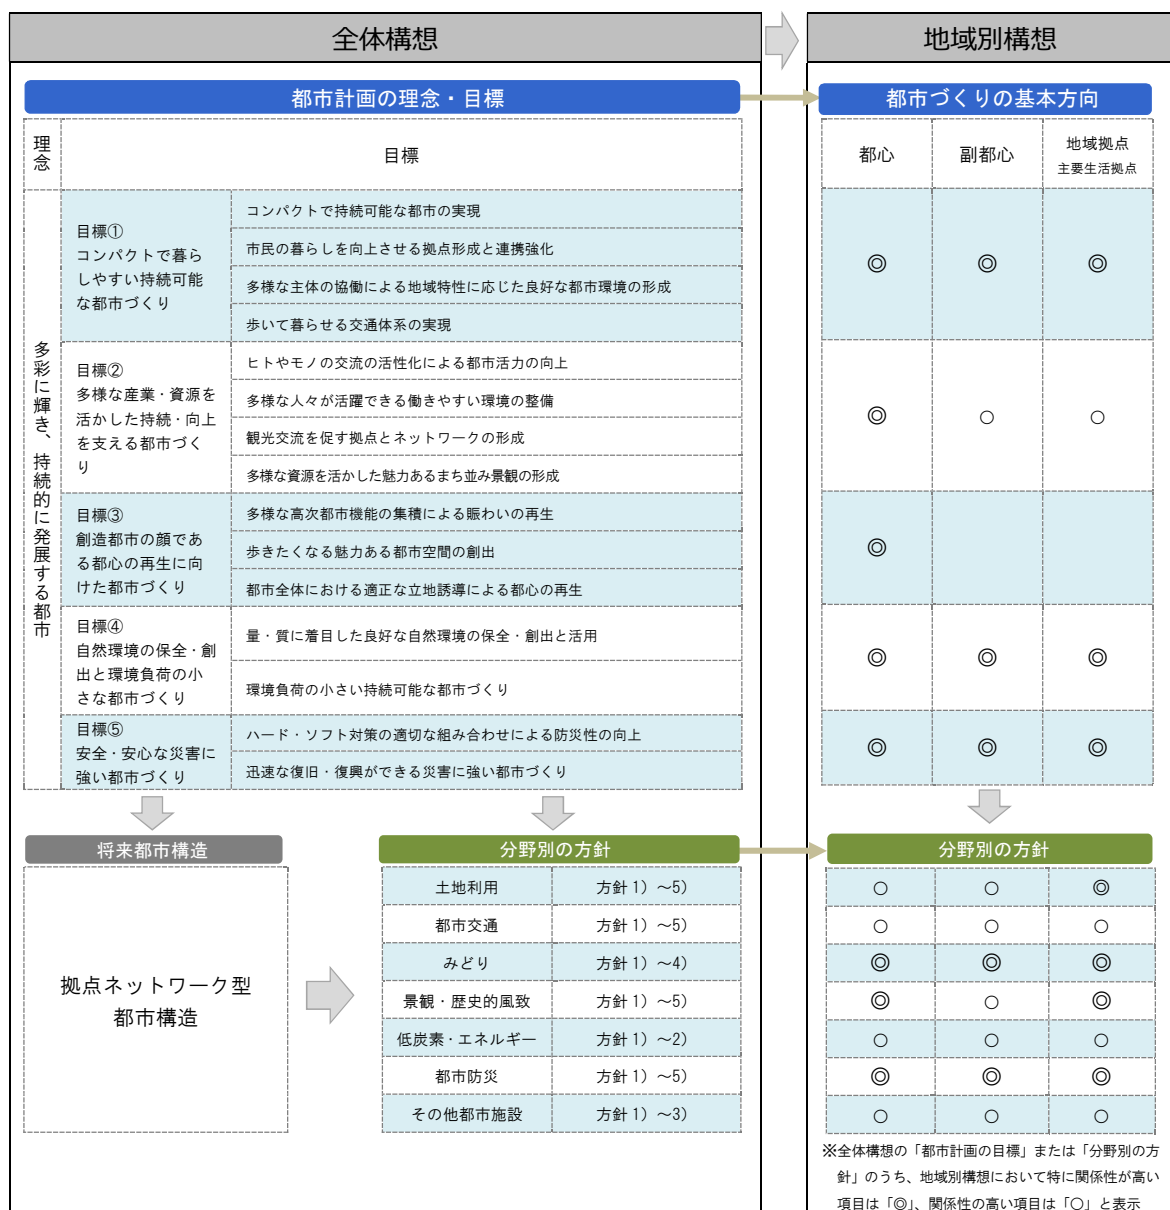 全体構想
地域別構想
都市計画の理念・目標
都市づくりの基本方向
理念
目標
都心
副都心
地域拠点
主要生活拠点
多彩に輝き、持続的に発展する都市
目標①
コンパクトで暮ら
しやすい持続可能
な都市づくり
コンパクトで持続可能な都市の実現
市民の暮らしを向上させる拠点形成と連携強化
多様な主体の協働による地域特性に応じた良好な都市環境の形成
歩いて暮らせる交通体系の実現
◎ ◎ ◎
目標②
多様な産業・資源を
活かした持続・向上
を支える都市づく
り
ヒトやモノの交流の活性化による都市活力の向上
多様な人々が活躍できる働きやすい環境の整備
観光交流を促す拠点とネットワークの形成
多様な資源を活かした魅力あるまち並み景観の形成
◎ ○ ○
目標③
創造都市の顔であ
る都心の再生に向
けた都市づくり
多様な高次都市機能の集積による賑わいの再生
歩きたくなる魅力ある都市空間の創出
都市全体における適正な立地誘導による都心の再生
◎
目標④
自然環境の保全・創
出と環境負荷の小
さな都市づくり
量・質に着目した良好な自然環境の保全・創出と活用
環境負荷の小さい持続可能な都市づくり
◎ ◎ ◎
目標⑤
安全・安心な災害に
強い都市づくり
ハード・ソフト対策の適切な組み合わせによる防災性の向上
迅速な復旧・復興ができる災害に強い都市づくり
◎ ◎ ◎
将来都市構造
拠点ネットワーク型
都市構造
分野別の方針
分野別の方針
土地利用 方針1）～5） ○ ○ ◎
都市交通 方針1）～5） ○ ○ ○
みどり 方針1）～4） ◎ ◎ ◎
景観・歴史的風致 方針1）～5） ◎ ○ ◎
低炭素・エネルギー 方針1）～2） ○ ○ ○
都市防災 方針1）～5） ◎ ◎ ◎
その他都市施設 方針1）～3） ○ ○ ○
※全体構想の「都市計画の目標」または「分野別の方
針」のうち、地域別構想において特に関係性が高い
項目は「◎」、関係性の高い項目は「○」と表示